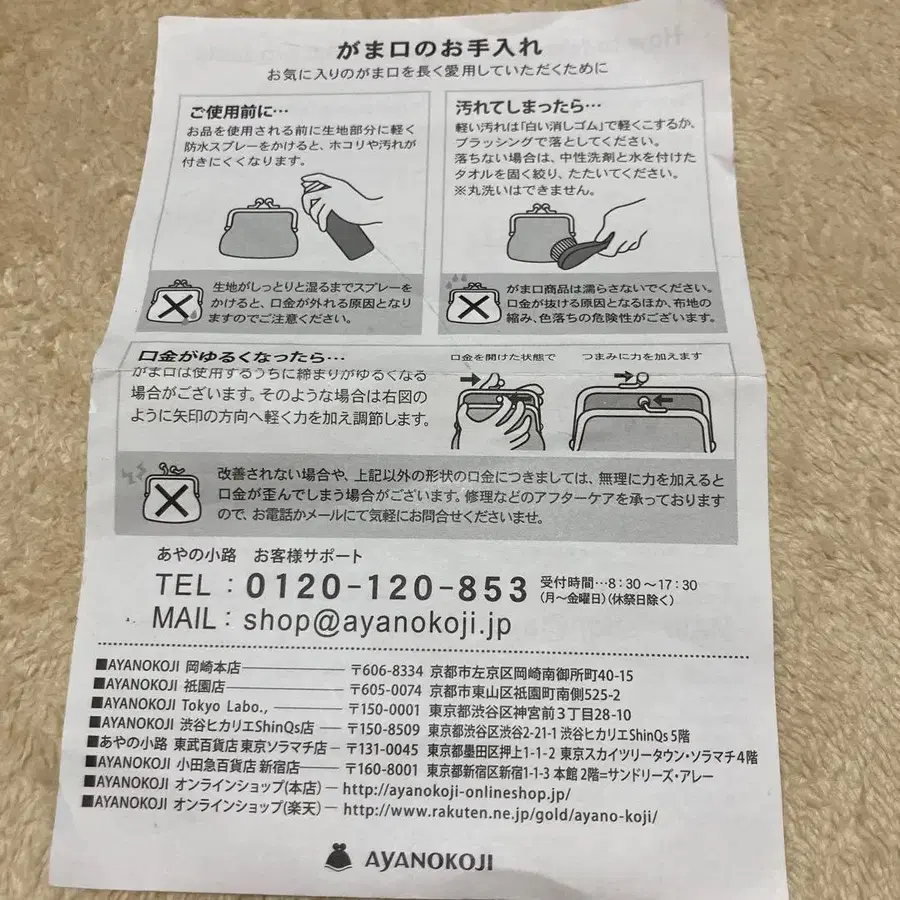 がま口のお手入れ
お気に入りのがま口を長く愛用していただくために
ご使用前に…
お品を使用される前に生地部分に軽く
防水スプレーをかけると、ホコリや汚れが
付きにくくなります。
生地がしっとりと湿るまでスプレーを
かけると、口金が外れる原因となり
ますのでご注意ください。
汚れてしまったら…
軽い汚れは「白い消しゴム」で軽くこするか、
ブラッシングで落としてください。
落ちない場合は、中性洗剤と水を付けた
タオルを固く絞り、たたいてください。
※丸洗いはできません。
がま口商品は濡らさないでください。
口金が抜ける原因となるほか、布地の
縮み、色落ちの危険性がございます。
口金がゆるくなったら…
がま口は使用するうちに締まりがゆるくなる
場合がございます。そのような場合は右図の
ように矢印の方向へ軽く力を加え調節します。
口金を開けた状態で
つまみに力を加えます
改善されない場合や、上記以外の形状の口金につきましては、無理に力を加えると
口金が歪んでしまう場合がございます。修理などのアフターケアを承っております
ので、お電話かメールにて気軽にお問合せくださいませ。
あやの小路 お客様サポート
TEL : 0120-120-853 受付時間…8:30〜17:30
(月〜金曜日)(休祭日除く)
MAIL : shop@ayanokoji.jp
■AYANOKOJI 岡崎本店 〒606-8334 京都市左京区岡崎南御所町40-15
■AYANOKOJI 祇園店 〒605-0074 京都市東山区祇園町南側525-2
■AYANOKOJI Tokyo Labo., 〒150-0001 東京都渋谷区神宮前3丁目28-10
■AYANOKOJI 渋谷ヒカリエShinQs店 〒150-8509 東京都渋谷区渋谷2-21-1 渋谷ヒカリエ ShinQs 5階
■あやの小路 東武百貨店 東京ソラマチ店 〒131-0045 東京都墨田区押上1-1-2 東京スカイツリータウン・ソラマチ4階
■AYANOKOJI 小田急百貨店 新宿店 〒160-8001 東京都新宿区新宿1-1-3 本館 2階=サンドリーズ・アレー
■AYANOKOJI オンラインショップ(本店) http://ayanokoji-onlineshop.jp/
■AYANOKOJI オンラインショップ(楽天) http://www.rakuten.ne.jp/gold/ayano-koji/
AYANOKOJI